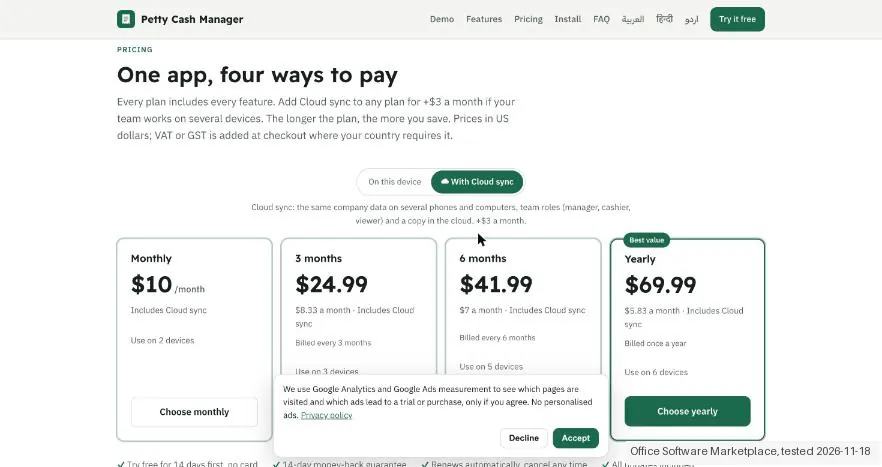 Petty Cash Manager
Demo Features Pricing Install FAQ العربية हिन्दी اردو Try it free
PRICING
One app, four ways to pay
Every plan includes every feature. Add Cloud sync to any plan for +$3 a month if your
team works on several devices. The longer the plan, the more you save. Prices in US
dollars; VAT or GST is added at checkout where your country requires it.
On this device With Cloud sync
Cloud sync: the same company data on several phones and computers, team roles (manager, cashier,
viewer) and a copy in the cloud. +$3 a month.
Monthly
$10 /month
Includes Cloud sync
Use on 2 devices
Choose monthly
3 months
$24.99
$8.33 a month · Includes Cloud
sync
Billed every 3 months
Use on 3 devices
6 months
$41.99
$7 a month · Includes Cloud sync
Billed every 6 months
Use on 5 devices
Best value
Yearly
$69.99
$5.83 a month · Includes Cloud
sync
Billed once a year
Use on 6 devices
Choose yearly
We use Google Analytics and Google Ads measurement to see which pages are
visited and which ads lead to a trial or purchase, only if you agree. No personalised
ads. Privacy policy
Decline Accept
Office Software Marketplace, tested 2026-11-18
Try free for 14 days first, no card 14-day money-back guarantee Renews automatically, cancel any time